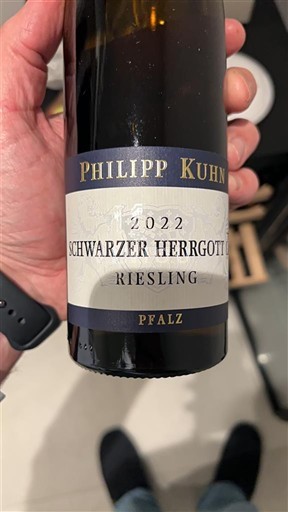 PHILIPP KUHN
2022
SCHWARZER HERRGOTT
RIESLING
PFALZ